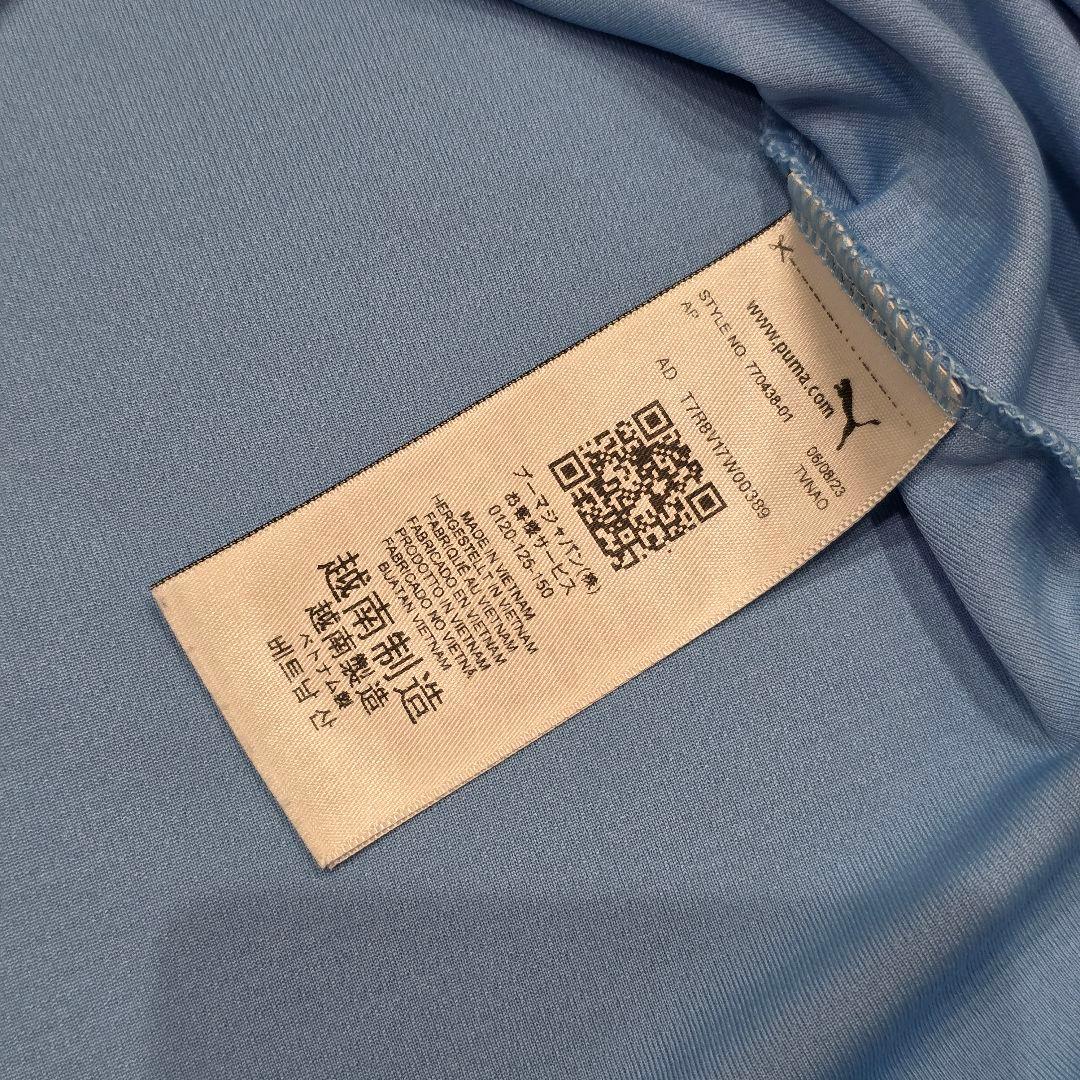 www.puma.com
STYLE NO. 770438-01 06/08/23
AP TVNAO
AD T7R8V17W00389
プーマジャパン(株)
お客様サービス
0120-125-150
MADE IN VIETNAM
HERGESTELLT IN VIETNAM
FABRIQUÉ AU VIETNAM
FABRICADO EN VIETNAM
PRODOTTO IN VIETNAM
FABRICADO NO VIETNÃ
BUATAN VIETNAM
越南制造
越南製造
ベトナム製
베트남 산